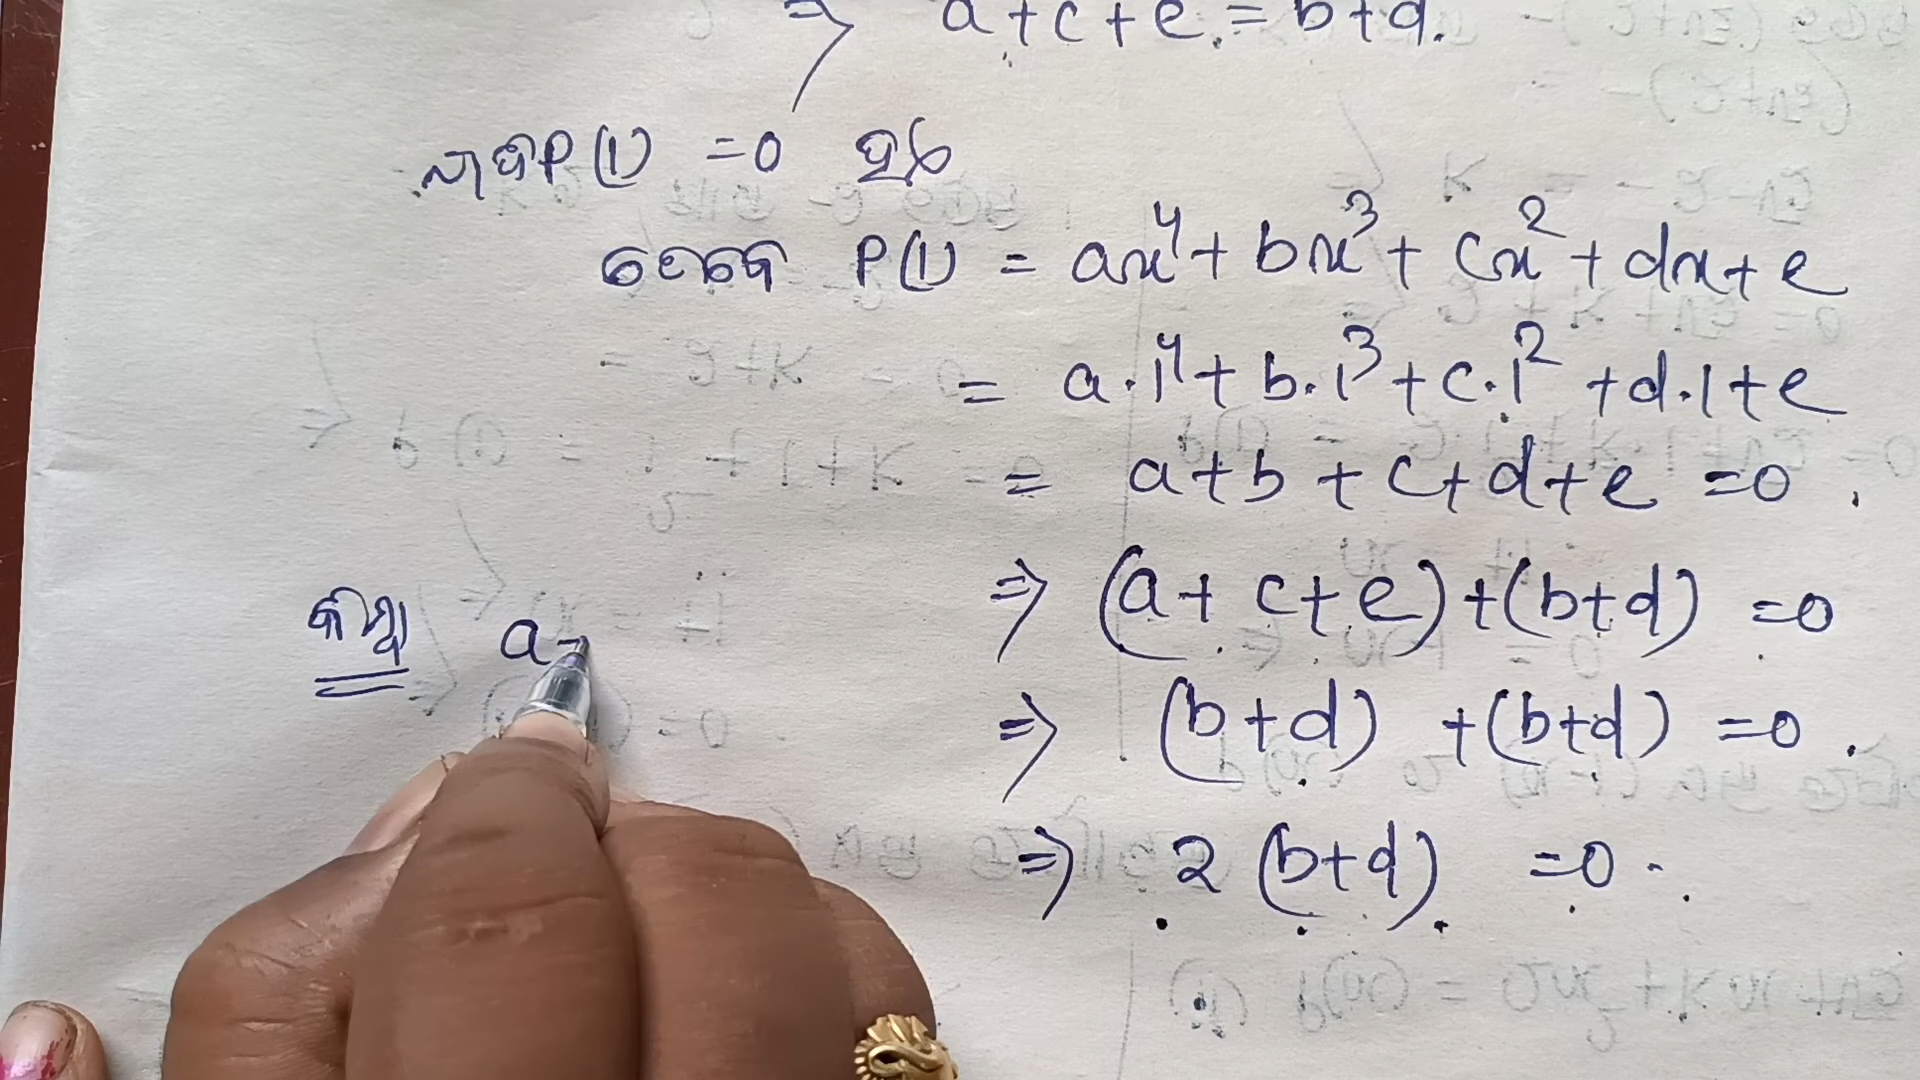 ⇒ a+c+e = b+d.
ଯଦି P(1) =0 ହୁଏ
ତେବେ P(1) = ax⁴+ bx³+ cx²+ dx+e
= a.1⁴+ b.1³+c.1² +d.1+e
= a+b+c+d+e =0.
⇒ (a+ c+e)+(b+d) =0
⇒ (b+d) +(b+d) =0.
କିମ୍ବା a-
⇒ 2 (b+d) =0.